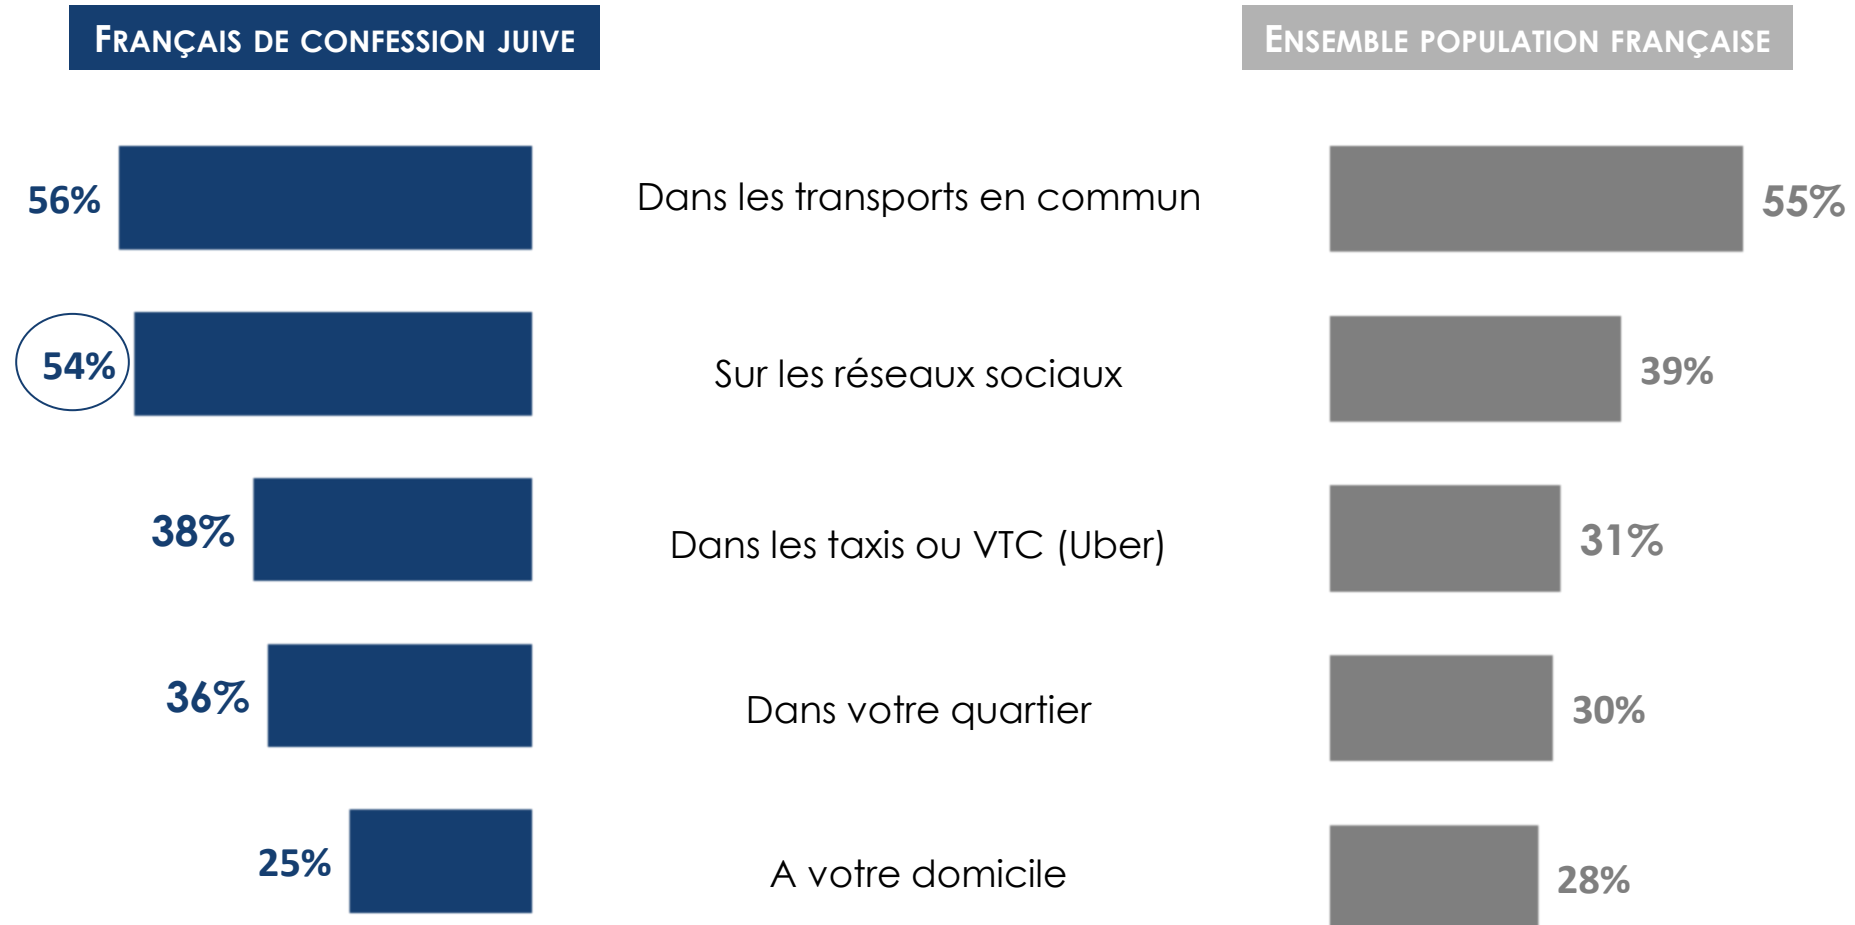 FRANÇAIS DE CONFESSION JUIVE
ENSEMBLE POPULATION FRANÇAISE
56%
Dans les transports en commun
55%
54%
Sur les réseaux sociaux
39%
38%
Dans les taxis ou VTC (Uber)
31%
36%
Dans votre quartier
30%
25%
A votre domicile
28%